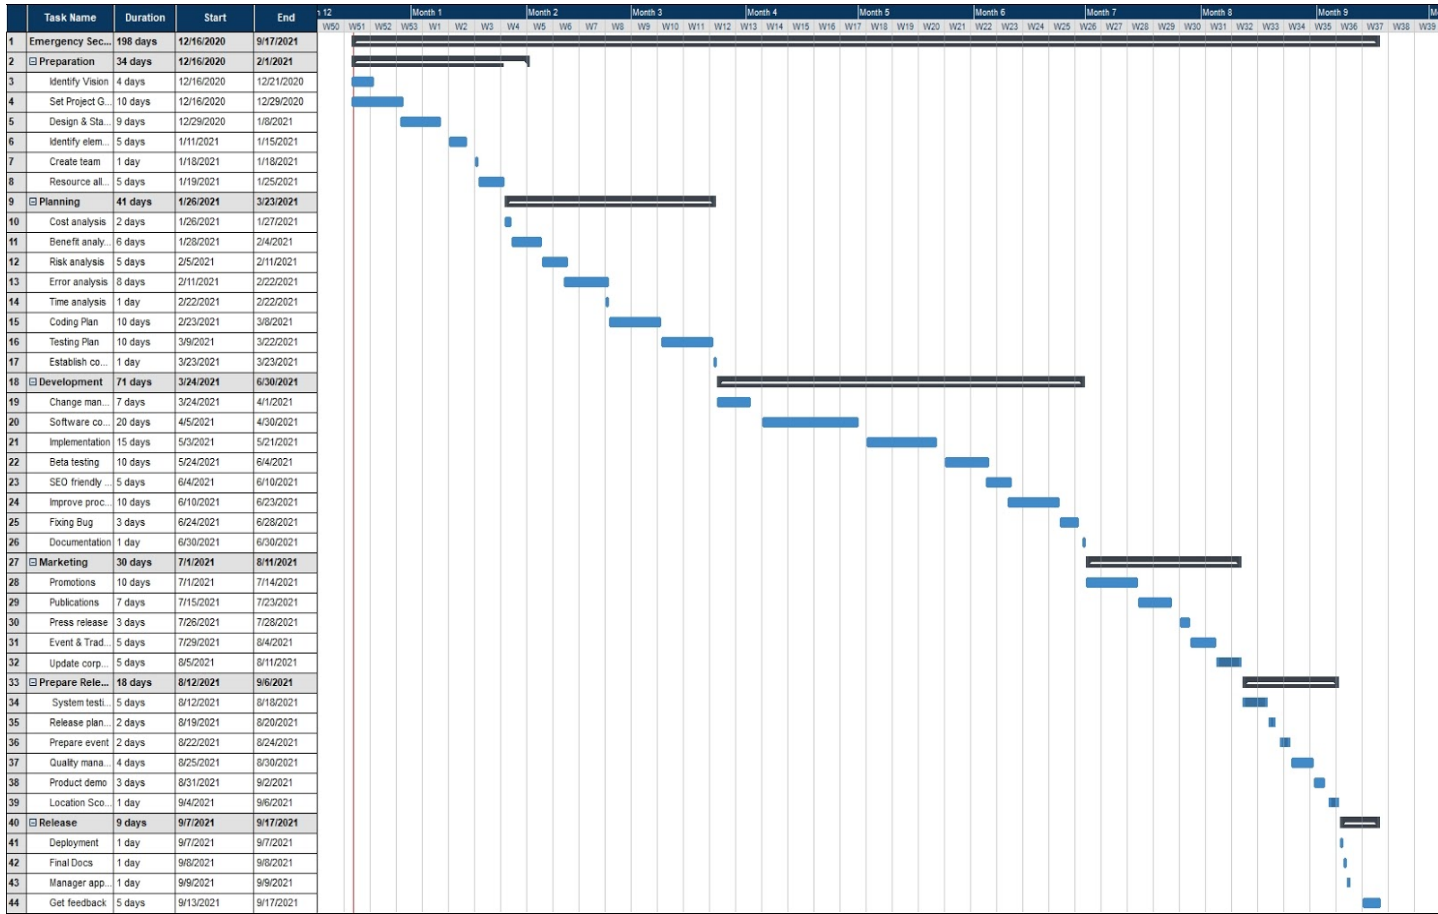 Task Name Duration Start End
12 Month 1 Month 2 Month 3 Month 4 Month 5 Month 6 Month 7 Month 8 Month 9
W50 W51 W52 W53 W1 W2 W3 W4 W5 W6 W7 W8 W9 W10 W11 W12 W13 W14 W15 W16 W17 W18 W19 W20 W21 W22 W23 W24 W25 W26 W27 W28 W29 W30 W31 W32 W33 W34 W35 W36 W37 W38 W39
1 Emergency Sec... 198 days 12/16/2020 9/17/2021
2 Preparation 34 days 12/16/2020 2/1/2021
3 Identify Vision 4 days 12/16/2020 12/21/2020
4 Set Project G... 10 days 12/16/2020 12/29/2020
5 Design & Sta... 9 days 12/29/2020 1/8/2021
6 Identify elem... 5 days 1/11/2021 1/15/2021
7 Create team 1 day 1/18/2021 1/18/2021
8 Resource all... 5 days 1/19/2021 1/25/2021
9 Planning 41 days 1/26/2021 3/23/2021
10 Cost analysis 2 days 1/26/2021 1/27/2021
11 Benefit analy... 6 days 1/28/2021 2/4/2021
12 Risk analysis 5 days 2/5/2021 2/11/2021
13 Error analysis 8 days 2/11/2021 2/22/2021
14 Time analysis 1 day 2/22/2021 2/22/2021
15 Coding Plan 10 days 2/23/2021 3/8/2021
16 Testing Plan 10 days 3/9/2021 3/22/2021
17 Establish co... 1 day 3/23/2021 3/23/2021
18 Development 71 days 3/24/2021 6/30/2021
19 Change man... 7 days 3/24/2021 4/1/2021
20 Software co... 20 days 4/5/2021 4/30/2021
21 Implementation 15 days 5/3/2021 5/21/2021
22 Beta testing 10 days 5/24/2021 6/4/2021
23 SEO friendly ... 5 days 6/4/2021 6/10/2021
24 Improve proc... 10 days 6/10/2021 6/23/2021
25 Fixing Bug 3 days 6/24/2021 6/28/2021
26 Documentation 1 day 6/30/2021 6/30/2021
27 Marketing 30 days 7/1/2021 8/11/2021
28 Promotions 10 days 7/1/2021 7/14/2021
29 Publications 7 days 7/15/2021 7/23/2021
30 Press release 3 days 7/26/2021 7/28/2021
31 Event & Trad... 5 days 7/29/2021 8/4/2021
32 Update corp... 5 days 8/5/2021 8/11/2021
33 Prepare Rele... 18 days 8/12/2021 9/6/2021
34 System testi... 5 days 8/12/2021 8/18/2021
35 Release plan... 2 days 8/19/2021 8/20/2021
36 Prepare event 2 days 8/22/2021 8/24/2021
37 Quality mana... 4 days 8/25/2021 8/30/2021
38 Product demo 3 days 8/31/2021 9/2/2021
39 Location Sco... 1 day 9/4/2021 9/6/2021
40 Release 9 days 9/7/2021 9/17/2021
41 Deployment 1 day 9/7/2021 9/7/2021
42 Final Docs 1 day 9/8/2021 9/8/2021
43 Manager app... 1 day 9/9/2021 9/9/2021
44 Get feedback 5 days 9/13/2021 9/17/2021